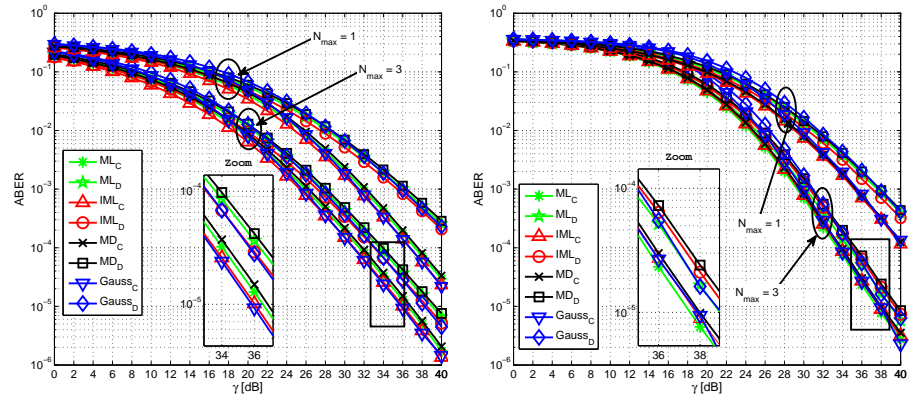 ABER
10^0
10^−1
10^−2
10^−3
10^−4
10^−5
10^−6
0 2 4 6 8 10 12 14 16 18 20 22 24 26 28 30 32 34 36 38 40
γ [dB]
N_max = 1
N_max = 3
Zoom
10^−4
10^−5
34 36
ML_C
ML_D
IML_C
IML_D
MD_C
MD_D
Gauss_C
Gauss_D
ABER
10^0
10^−1
10^−2
10^−3
10^−4
10^−5
10^−6
0 2 4 6 8 10 12 14 16 18 20 22 24 26 28 30 32 34 36 38 40
γ [dB]
N_max = 1
N_max = 3
Zoom
10^−4
10^−5
36 38
ML_C
ML_D
IML_C
IML_D
MD_C
MD_D
Gauss_C
Gauss_D